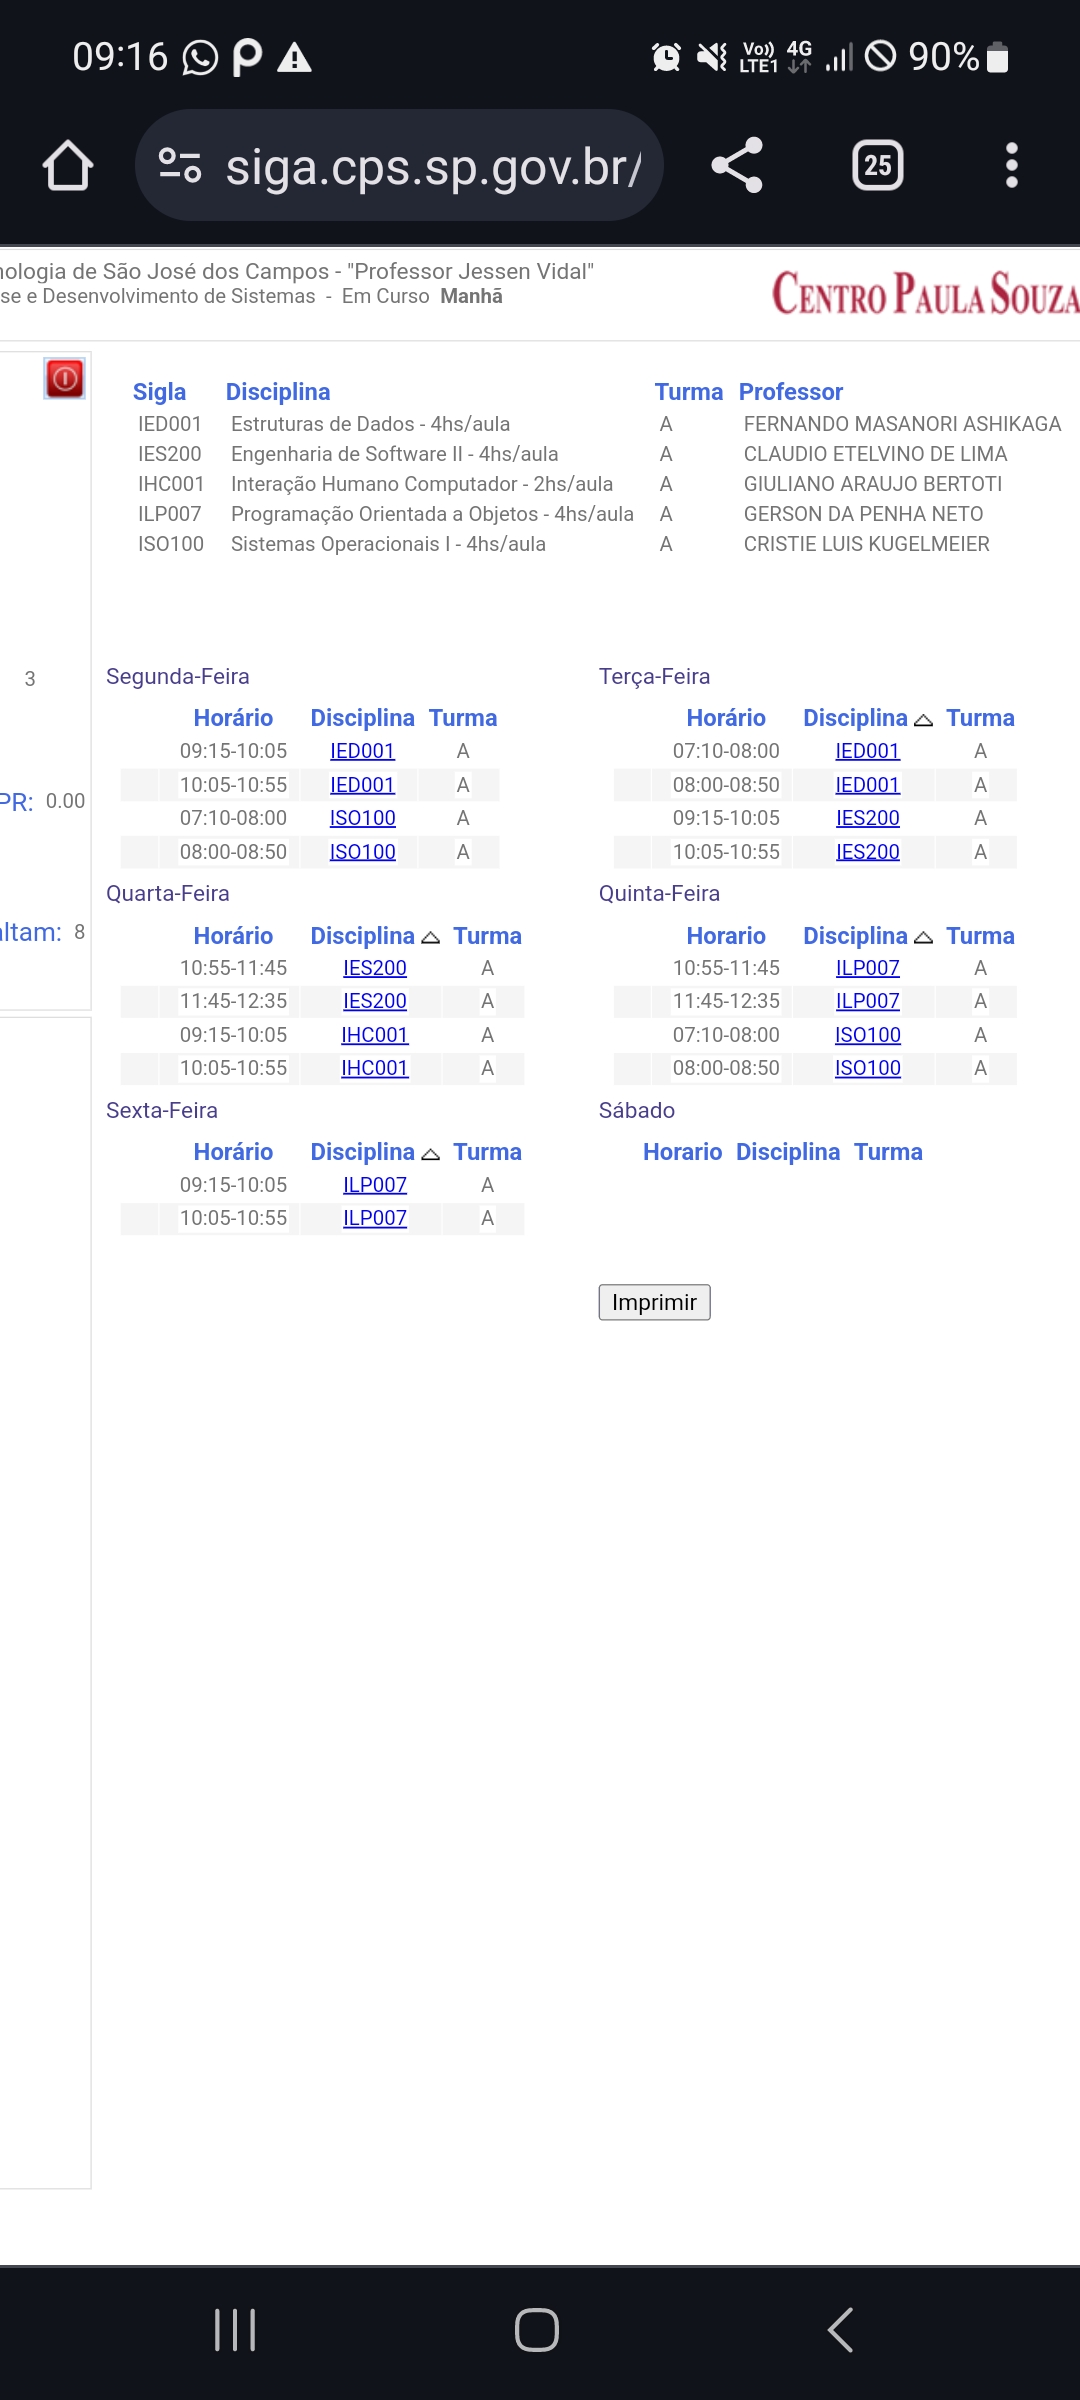 09:16
Vo)) LTE1 4G 90%
siga.cps.sp.gov.br/
25
nologia de São José dos Campos - "Professor Jessen Vidal"
se e Desenvolvimento de Sistemas - Em Curso Manhã
CENTRO PAULA SOUZA
Sigla Disciplina Turma Professor
IED001 Estruturas de Dados - 4hs/aula A FERNANDO MASANORI ASHIKAGA
IES200 Engenharia de Software II - 4hs/aula A CLAUDIO ETELVINO DE LIMA
IHC001 Interação Humano Computador - 2hs/aula A GIULIANO ARAUJO BERTOTI
ILP007 Programação Orientada a Objetos - 4hs/aula A GERSON DA PENHA NETO
ISO100 Sistemas Operacionais I - 4hs/aula A CRISTIE LUIS KUGELMEIER
3
PR: 0.00
altam: 8
Segunda-Feira
Horário Disciplina Turma
09:15-10:05 IED001 A
10:05-10:55 IED001 A
07:10-08:00 ISO100 A
08:00-08:50 ISO100 A
Terça-Feira
Horário Disciplina Turma
07:10-08:00 IED001 A
08:00-08:50 IED001 A
09:15-10:05 IES200 A
10:05-10:55 IES200 A
Quarta-Feira
Horário Disciplina Turma
10:55-11:45 IES200 A
11:45-12:35 IES200 A
09:15-10:05 IHC001 A
10:05-10:55 IHC001 A
Quinta-Feira
Horario Disciplina Turma
10:55-11:45 ILP007 A
11:45-12:35 ILP007 A
07:10-08:00 ISO100 A
08:00-08:50 ISO100 A
Sexta-Feira
Horário Disciplina Turma
09:15-10:05 ILP007 A
10:05-10:55 ILP007 A
Sábado
Horario Disciplina Turma
Imprimir